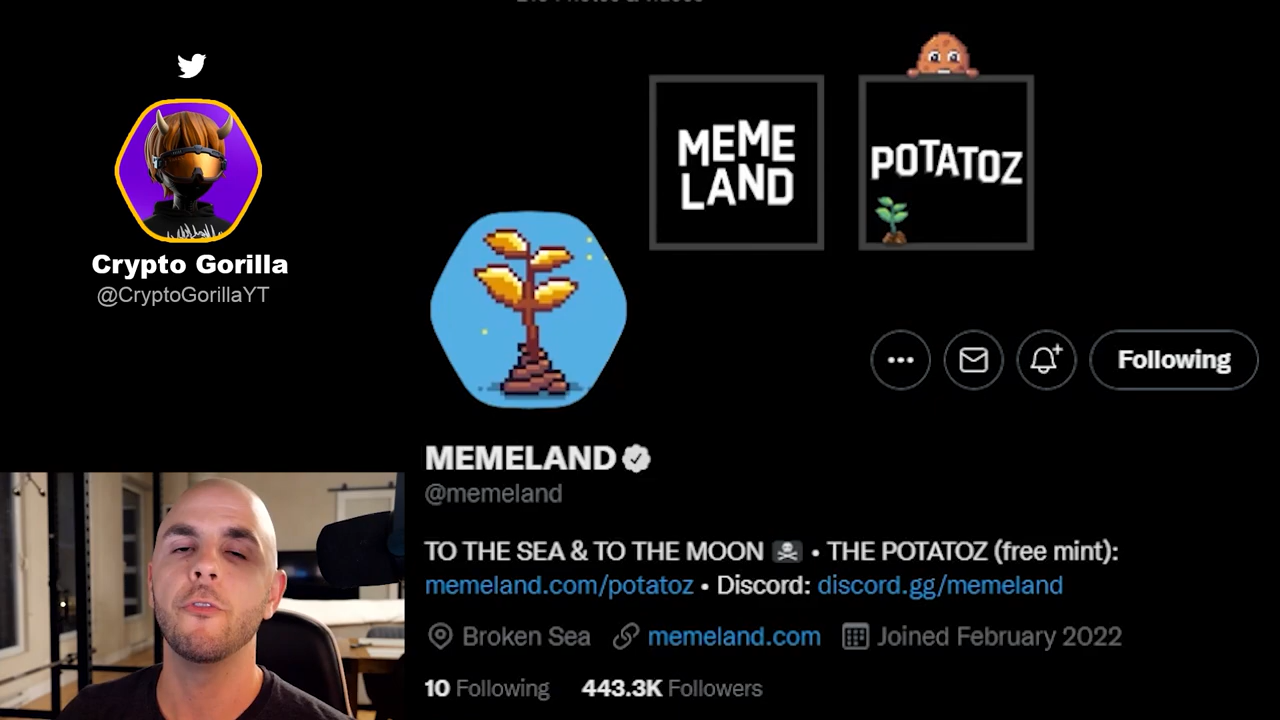 MEME
LAND
POTATOZ
Crypto Gorilla
@CryptoGorillaYT
Following
MEMELAND
@memeland
TO THE SEA & TO THE MOON ☠ • THE POTATOZ (free mint):
memeland.com/potatoz • Discord: discord.gg/memeland
Broken Sea memeland.com Joined February 2022
10 Following 443.3K Followers